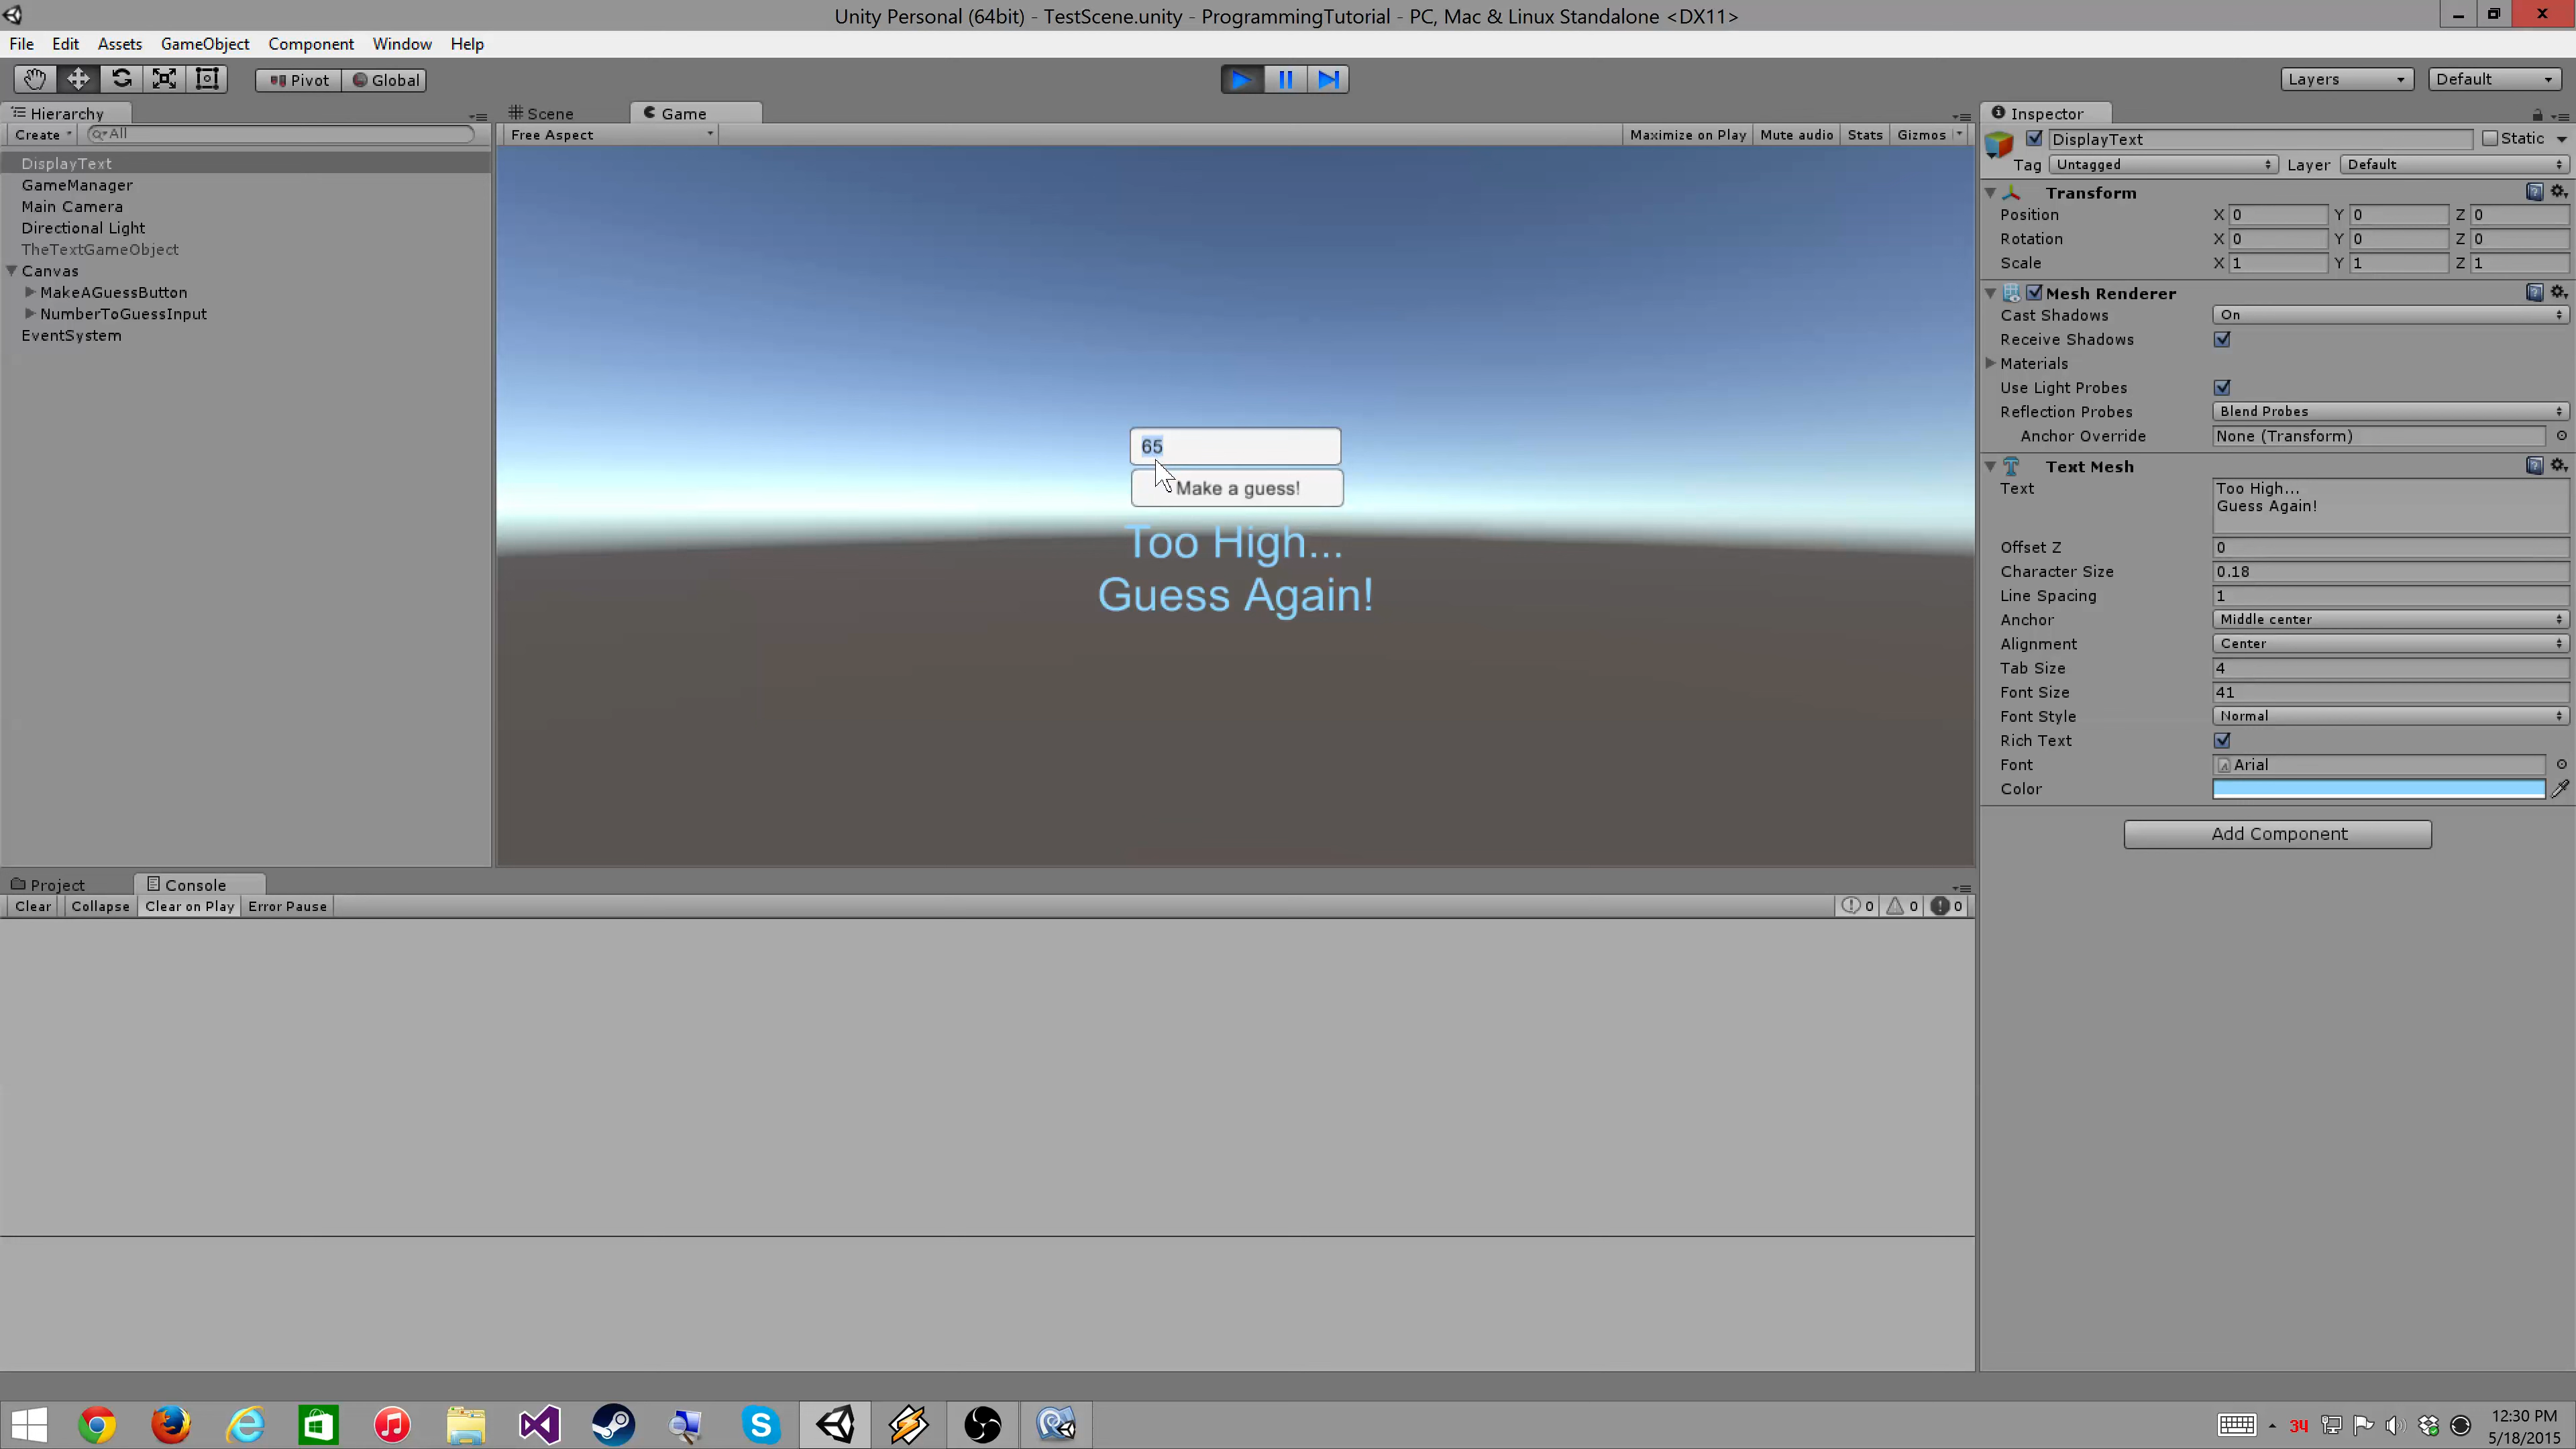 Unity Personal (64bit) - TestScene.unity - ProgrammingTutorial - PC, Mac & Linux Standalone <DX11>
File Edit Assets GameObject Component Window Help
Pivot Global Layers Default
Hierarchy
Create All
DisplayText
GameManager
Main Camera
Directional Light
TheTextGameObject
Canvas
MakeAGuessButton
NumberToGuessInput
EventSystem
Scene Game
Free Aspect Maximize on Play Mute audio Stats Gizmos
65
Make a guess!
Too High...
Guess Again!
Inspector
DisplayText Static
Tag Untagged Layer Default
Transform
Position X 0 Y 0 Z 0
Rotation X 0 Y 0 Z 0
Scale X 1 Y 1 Z 1
Mesh Renderer
Cast Shadows On
Receive Shadows
Materials
Use Light Probes
Reflection Probes Blend Probes
Anchor Override None (Transform)
Text Mesh
Text Too High...
Guess Again!
Offset Z 0
Character Size 0.18
Line Spacing 1
Anchor Middle center
Alignment Center
Tab Size 4
Font Size 41
Font Style Normal
Rich Text
Font Arial
Color
Add Component
Project Console
Clear Collapse Clear on Play Error Pause 0 0 0
34 12:30 PM
5/18/2015